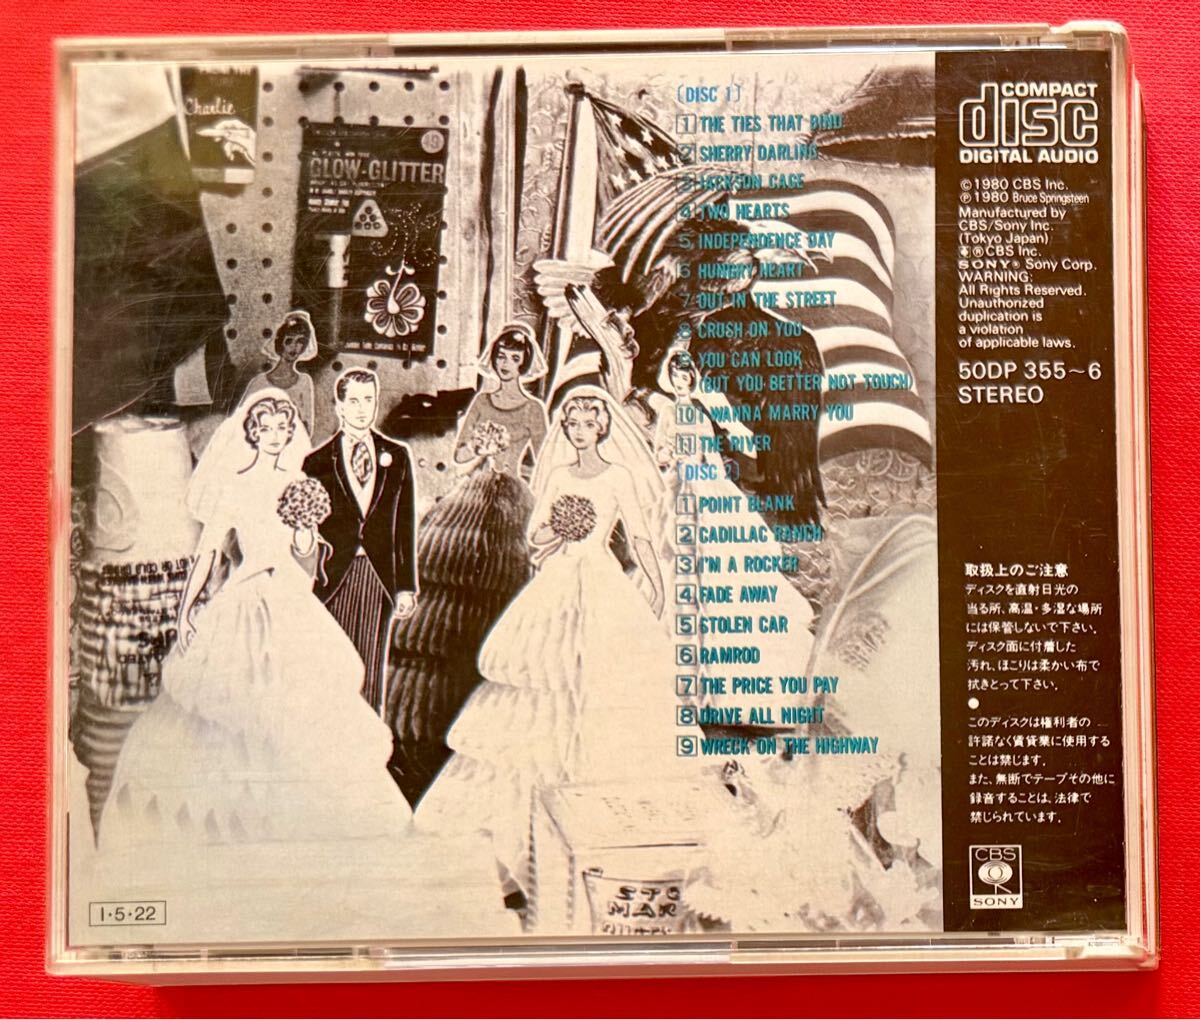 Charlie
GLOW-GLITTER
49
[DISC 1]
1 THE TIES THAT BIND
2 SHERRY DARLING
3 JACKSON CAGE
4 TWO HEARTS
5 INDEPENDENCE DAY
6 HUNGRY HEART
7 OUT IN THE STREET
8 CRUSH ON YOU
9 YOU CAN LOOK
(BUT YOU BETTER NOT TOUCH)
10 I WANNA MARRY YOU
11 THE RIVER
[DISC 2]
1 POINT BLANK
2 CADILLAC RANCH
3 I'M A ROCKER
4 FADE AWAY
5 STOLEN CAR
6 RAMROD
7 THE PRICE YOU PAY
8 DRIVE ALL NIGHT
9 WRECK ON THE HIGHWAY
MAR
1・5・22
COMPACT
disc
DIGITAL AUDIO
© 1980 CBS Inc.
℗ 1980 Bruce Springsteen
Manufactured by
CBS/Sony Inc.
(Tokyo Japan)
® CBS Inc.
SONY® Sony Corp.
WARNING:
All Rights Reserved.
Unauthorized
duplication is
a violation
of applicable laws.
50DP 355~6
STEREO
取扱上のご注意
ディスクを直射日光の
当る所、高温・多湿な場所
には保管しないで下さい。
ディスク面に付着した
汚れ、ほこりは柔かい布で
拭きとって下さい。
●
このディスクは権利者の
許諾なく賃貸業に使用する
ことは禁じます。
また、無断でテープその他に
録音することは、法律で
禁じられています。
CBS
SONY